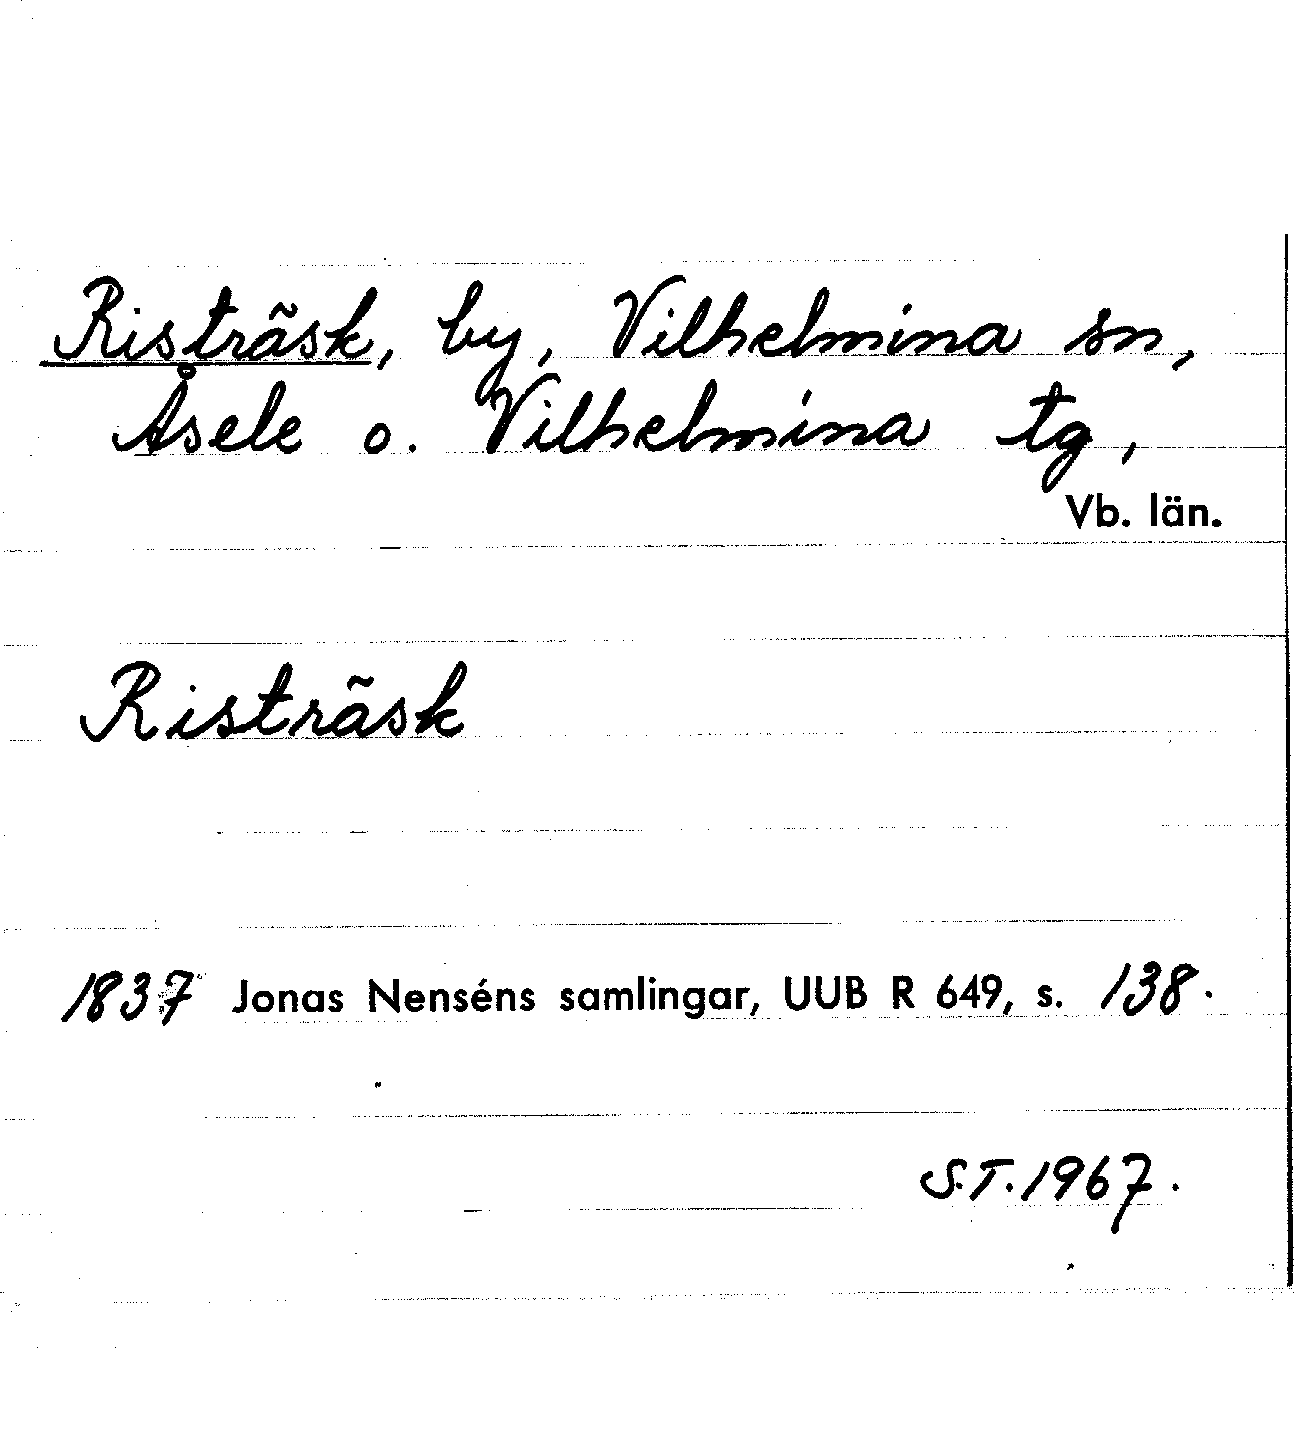 Risträsk, by, Vilhelmina sn,
Åsele o. Vilhelmina tg,
Vb. län.
Risträsk
1837 Jonas Nenséns samlingar, UUB R 649, s. 138.
S.T. 1967.